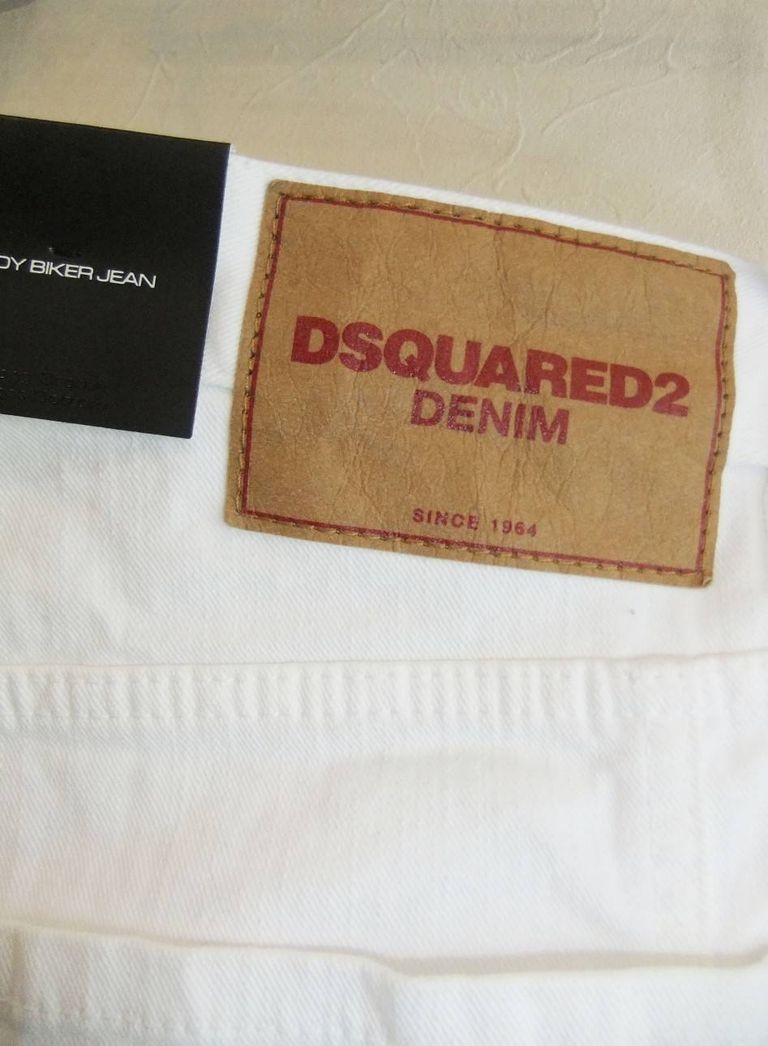 DY BIKER JEAN
DSQUARED2
DENIM
SINCE 1964